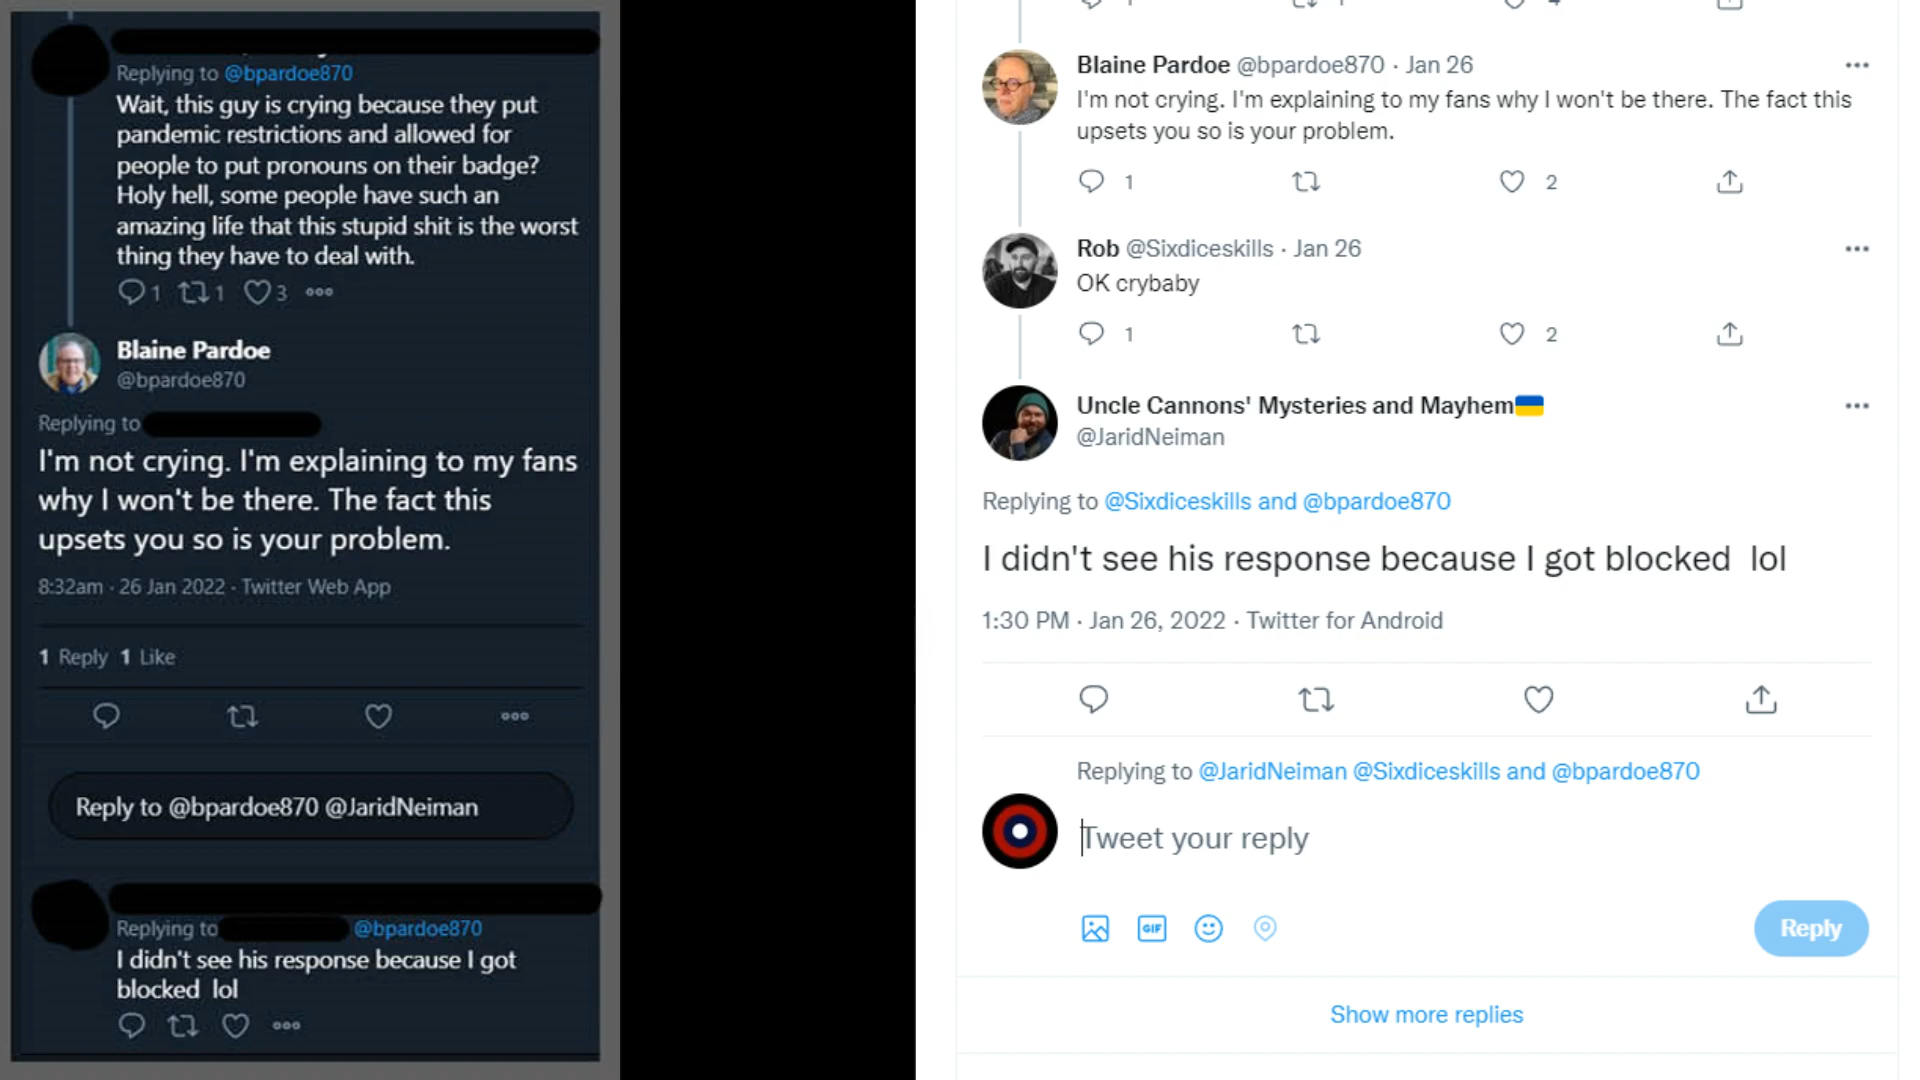 Replying to @bpardoe870
Wait, this guy is crying because they put
pandemic restrictions and allowed for
people to put pronouns on their badge?
Holy hell, some people have such an
amazing life that this stupid shit is the worst
thing they have to deal with.
1 1 3
Blaine Pardoe
@bpardoe870
Replying to
I'm not crying. I'm explaining to my fans
why I won't be there. The fact this
upsets you so is your problem.
8:32am · 26 Jan 2022 · Twitter Web App
1 Reply 1 Like
Reply to @bpardoe870 @JaridNeiman
Replying to @bpardoe870
I didn't see his response because I got
blocked lol
Blaine Pardoe @bpardoe870 · Jan 26
I'm not crying. I'm explaining to my fans why I won't be there. The fact this
upsets you so is your problem.
1 2
Rob @Sixdiceskills · Jan 26
OK crybaby
1 2
Uncle Cannons' Mysteries and Mayhem
@JaridNeiman
Replying to @Sixdiceskills and @bpardoe870
I didn't see his response because I got blocked lol
1:30 PM · Jan 26, 2022 · Twitter for Android
Replying to @JaridNeiman @Sixdiceskills and @bpardoe870
Tweet your reply
GIF
Reply
Show more replies